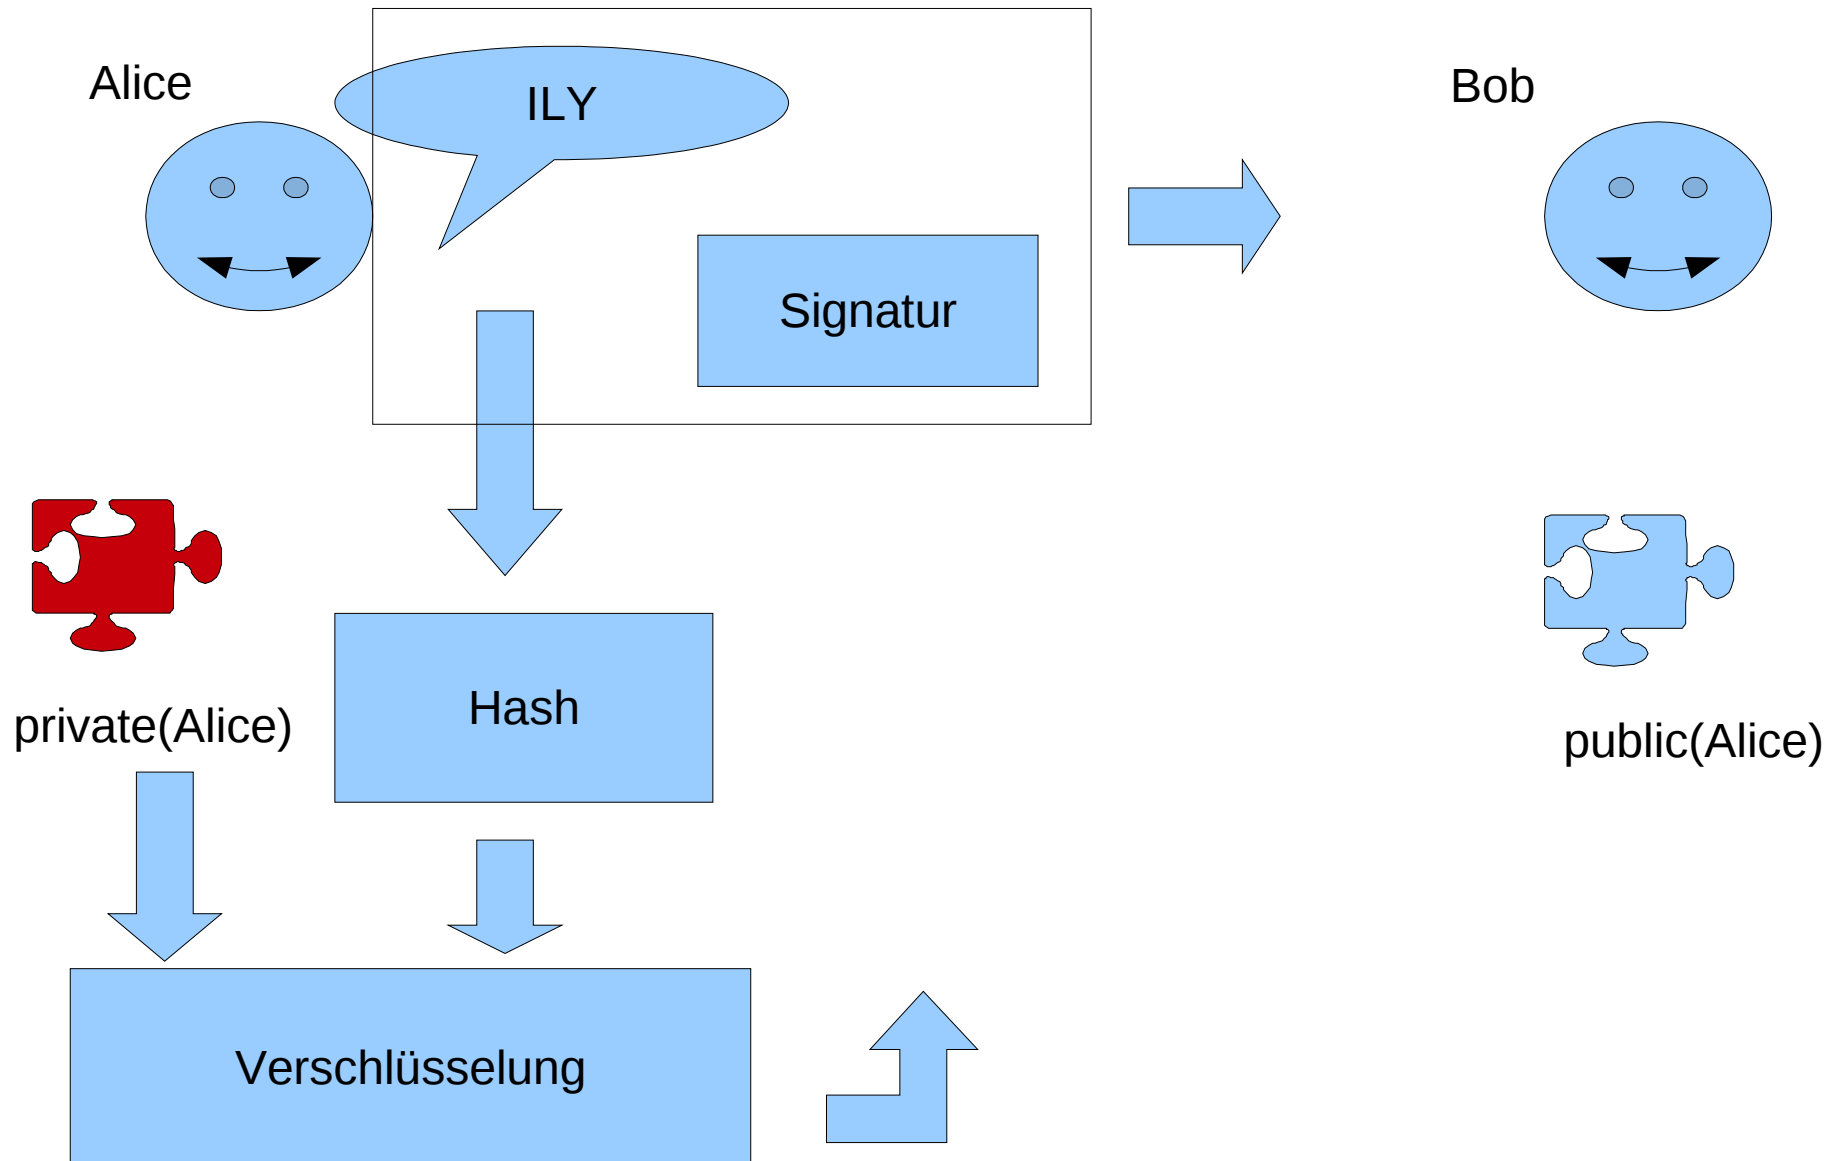 Alice
ILY
Bob
Signatur
private(Alice)
Hash
public(Alice)
Verschlüsselung